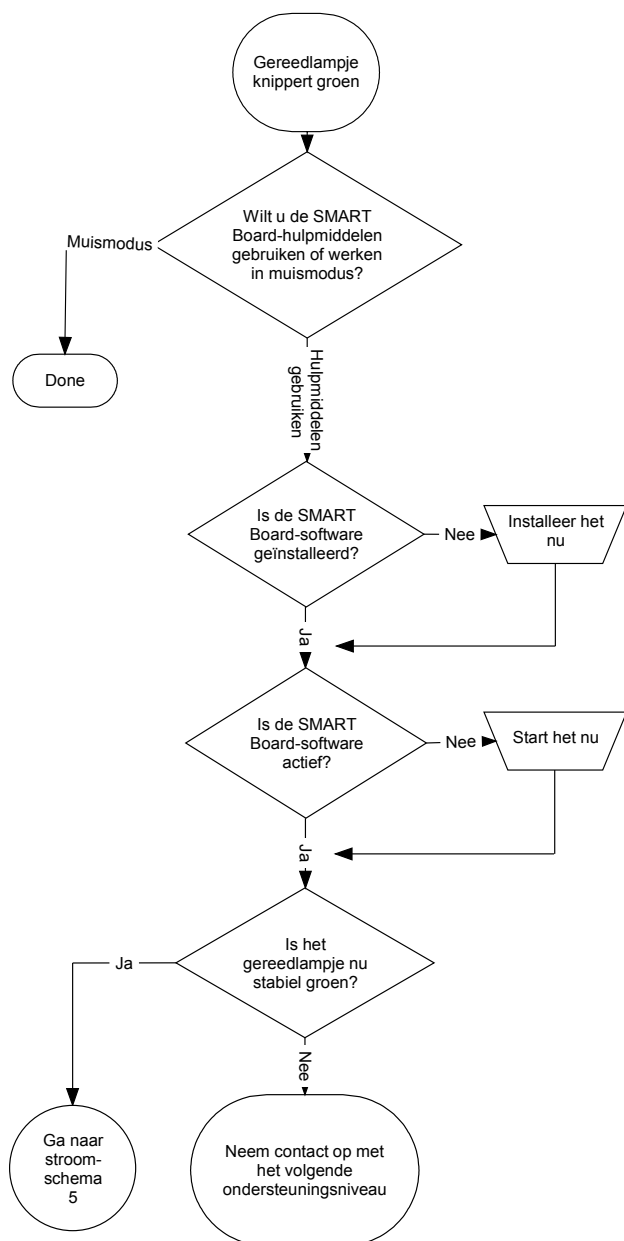 Gereedlampje
knippert groen
Wilt u de SMART
Board-hulpmiddelen
gebruiken of werken
in muismodus?
Muismodus
Done
Hulpmiddelen
gebruiken
Is de SMART
Board-software
geïnstalleerd?
Nee
Installeer het
nu
Ja
Is de SMART
Board-software
actief?
Nee
Start het nu
Ja
Is het
gereedlampje nu
stabiel groen?
Ja
Nee
Ga naar
stroom-
schema
5
Neem contact op met
het volgende
ondersteuningsniveau